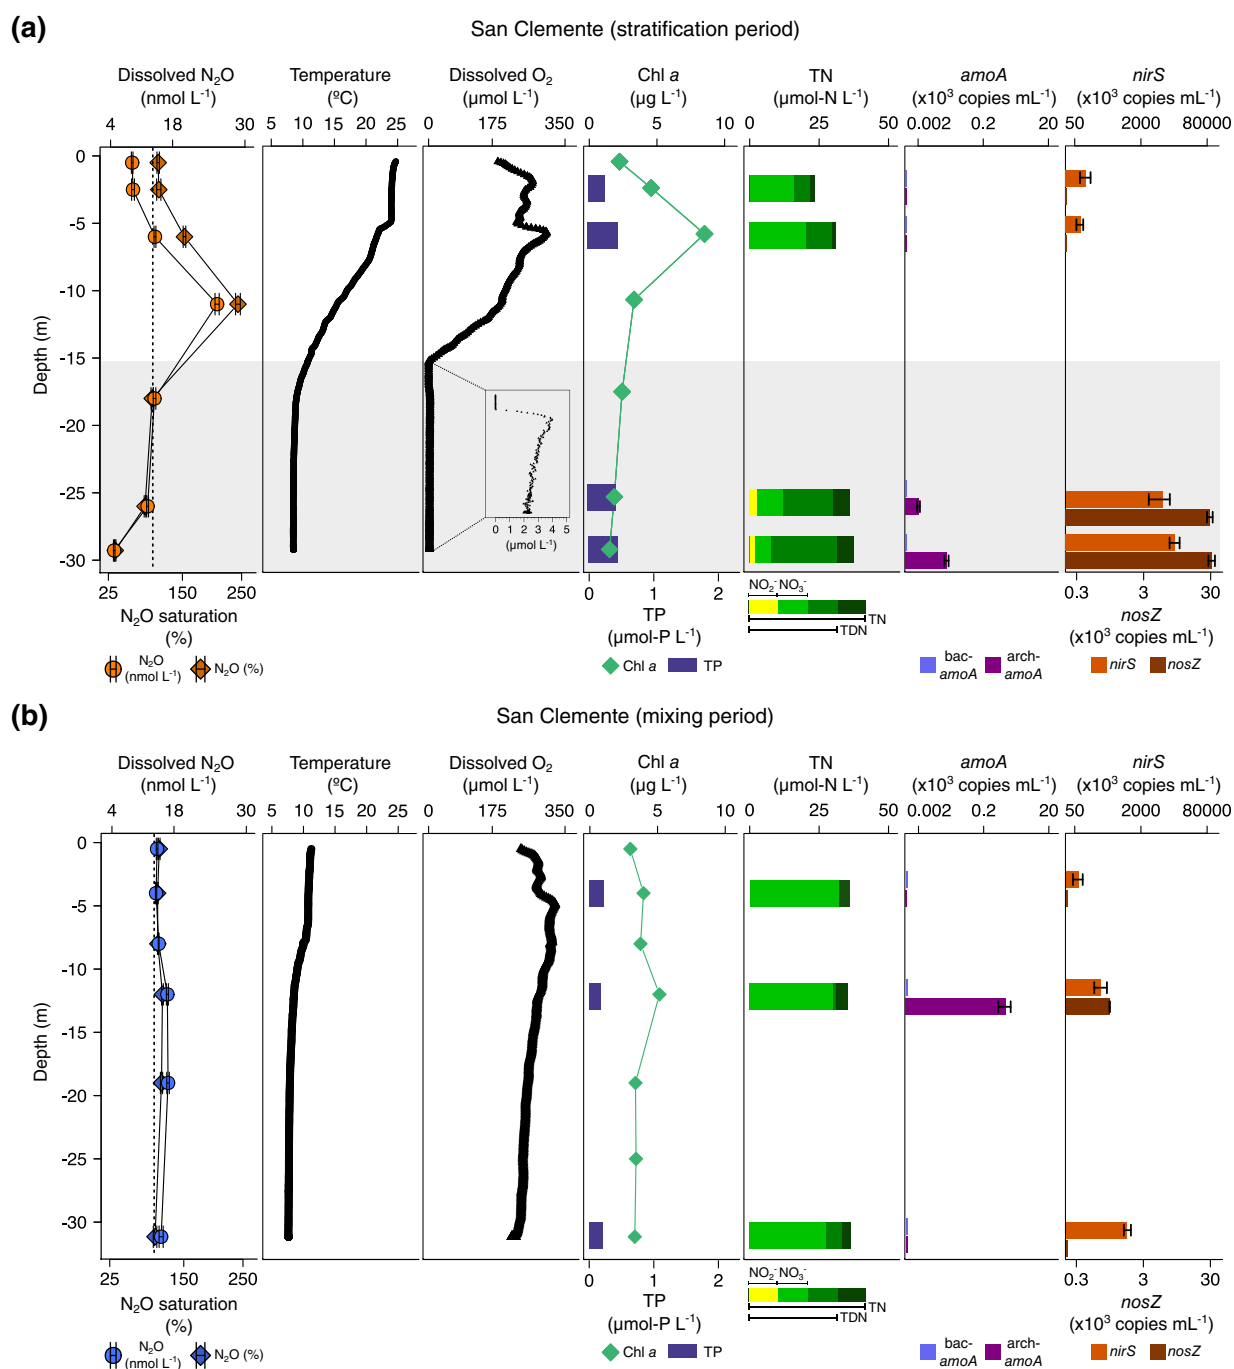 (a)
San Clemente (stratification period)
Dissolved N₂O Temperature Dissolved O₂ Chl a TN amoA nirS
(nmol L⁻¹) (ºC) (µmol L⁻¹) (µg L⁻¹) (µmol-N L⁻¹) (x10³ copies mL⁻¹) (x10³ copies mL⁻¹)
4 18 30 5 10 15 20 25 0 175 350 0 5 10 0 25 50 0.002 0.2 20 50 2000 80000
0
-5
-10
-15
-20
-25
-30
Depth (m)
0 1 2 3 4 5
(µmol L⁻¹)
25 150 250 0 1 2 0.3 3 30
N₂O saturation
(%)
TP
(µmol-P L⁻¹)
NO₂⁻ NO₃⁻
TN
TDN
nosZ
(x10³ copies mL⁻¹)
N₂O
(nmol L⁻¹)
N₂O (%)
Chl a TP
bac-
amoA
arch-
amoA
nirS nosZ
(b)
San Clemente (mixing period)
Dissolved N₂O Temperature Dissolved O₂ Chl a TN amoA nirS
(nmol L⁻¹) (ºC) (µmol L⁻¹) (µg L⁻¹) (µmol-N L⁻¹) (x10³ copies mL⁻¹) (x10³ copies mL⁻¹)
4 18 30 5 10 15 20 25 0 175 350 0 5 10 0 25 50 0.002 0.2 20 50 2000 80000
0
-5
-10
-15
-20
-25
-30
Depth (m)
25 150 250 0 1 2 0.3 3 30
N₂O saturation
(%)
TP
(µmol-P L⁻¹)
NO₂⁻ NO₃⁻
TN
TDN
nosZ
(x10³ copies mL⁻¹)
N₂O
(nmol L⁻¹)
N₂O (%)
Chl a TP
bac-
amoA
arch-
amoA
nirS nosZ